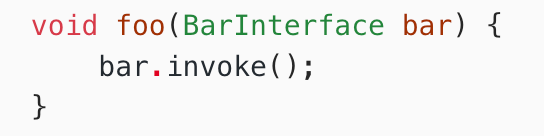 void foo(BarInterface bar) {
    bar.invoke();
}